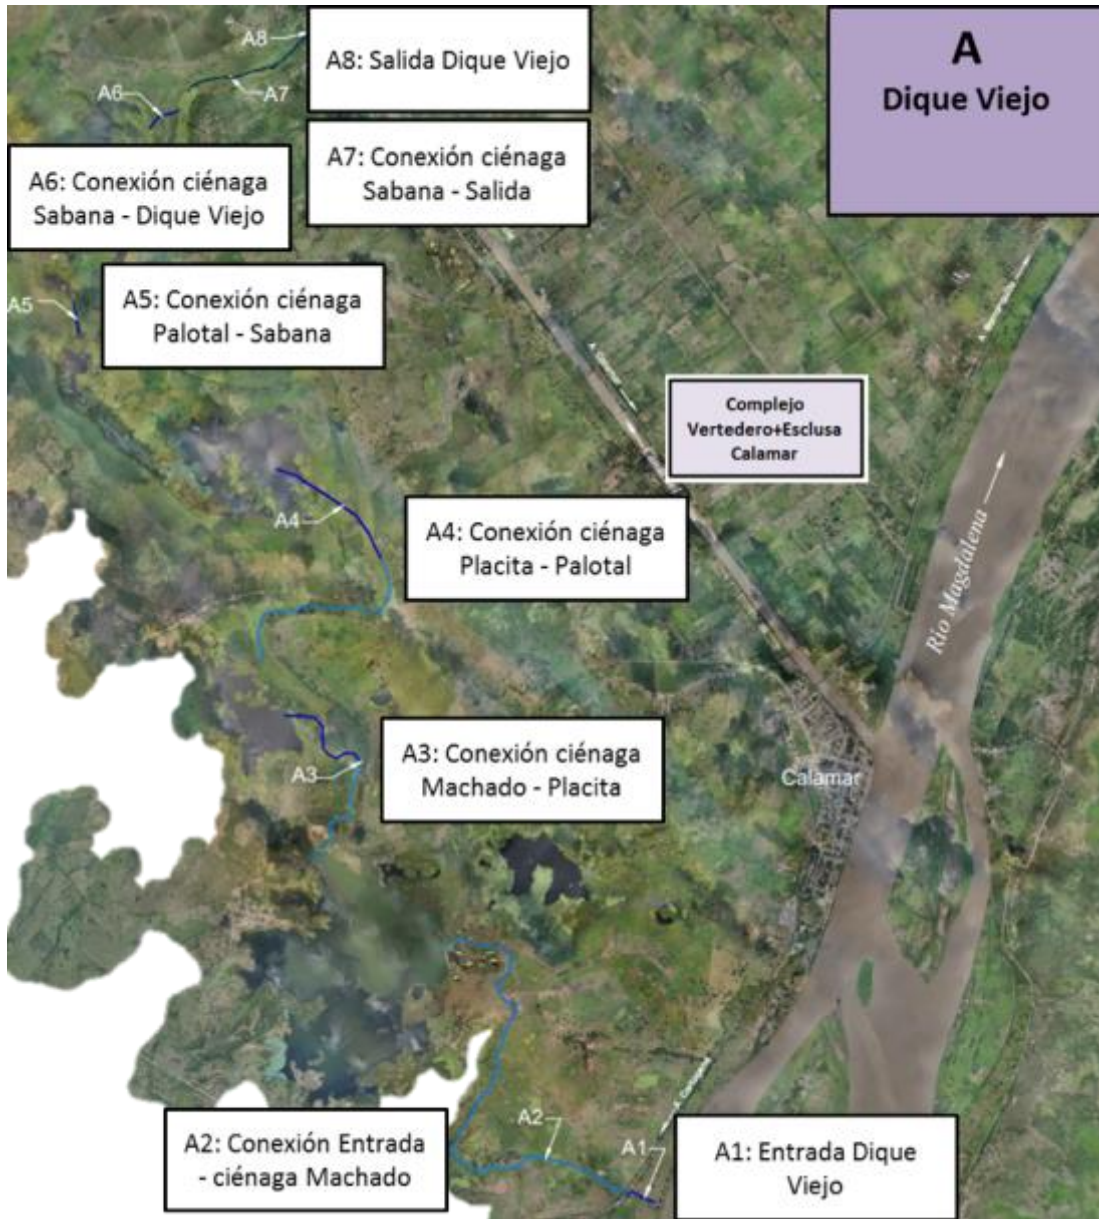 A8
A8: Salida Dique Viejo
A
Dique Viejo
A7
A6
A7: Conexión ciénaga
Sabana - Salida
A6: Conexión ciénaga
Sabana - Dique Viejo
A5
A5: Conexión ciénaga
Palotal - Sabana
Complejo
Vertedero+Esclusa
Calamar
A4
A4: Conexión ciénaga
Placita - Palotal
Rio Magdalena
A3
A3: Conexión ciénaga
Machado - Placita
Calamar
A2: Conexión Entrada
- ciénaga Machado
A2
A1
A1: Entrada Dique
Viejo